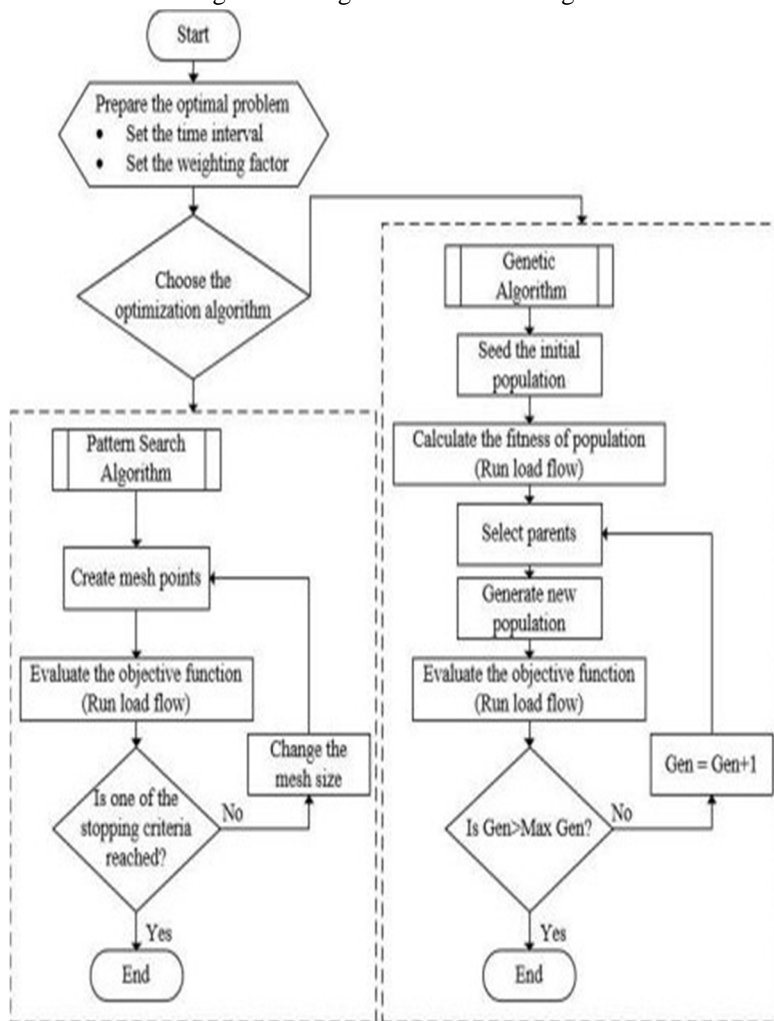 Start
Prepare the optimal problem
• Set the time interval
• Set the weighting factor
Choose the
optimization algorithm
Pattern Search
Algorithm
Create mesh points
Evaluate the objective function
(Run load flow)
Change the
mesh size
Is one of the
stopping criteria
reached?
No
Yes
End
Genetic
Algorithm
Seed the initial
population
Calculate the fitness of population
(Run load flow)
Select parents
Generate new
population
Evaluate the objective function
(Run load flow)
Gen = Gen+1
Is Gen>Max Gen?
No
Yes
End